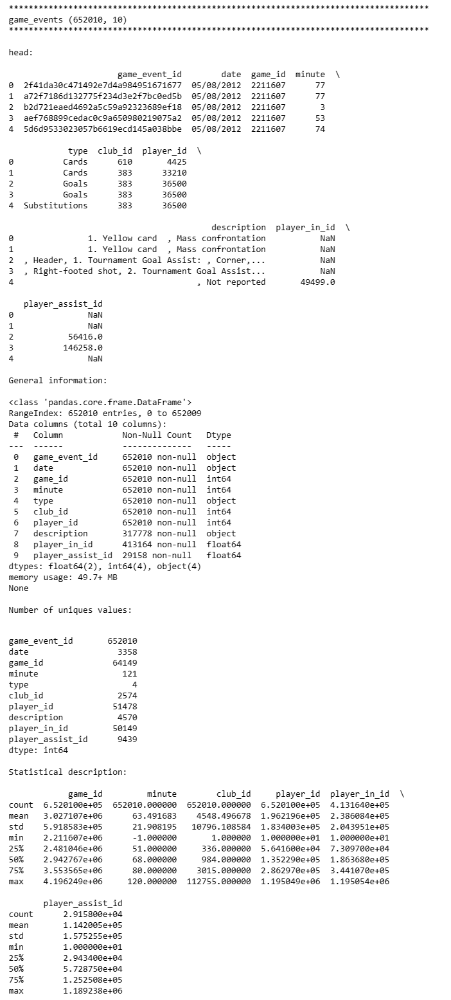 *************************************************************************************
game_events (652010, 10)
*************************************************************************************
head:
game_event_id date game_id minute \
0 2f41da30c471492e7d4a984951671677 05/08/2012 2211607 77
1 a72f7186d132775f234d3e2f7bc0ed5b 05/08/2012 2211607 77
2 b2d721eaed4692a5c59a92323689ef18 05/08/2012 2211607 3
3 aef768899cedac0c9a650980219075a2 05/08/2012 2211607 53
4 5d6d9533023057b6619ecd145a038bbe 05/08/2012 2211607 74
type club_id player_id \
0 Cards 610 4425
1 Cards 383 33210
2 Goals 383 36500
3 Goals 383 36500
4 Substitutions 383 36500
description player_in_id \
0 1. Yellow card , Mass confrontation NaN
1 1. Yellow card , Mass confrontation NaN
2 , Header, 1. Tournament Goal Assist: , Corner,... NaN
3 , Right-footed shot, 2. Tournament Goal Assist... NaN
4 , Not reported 49499.0
player_assist_id
0 NaN
1 NaN
2 56416.0
3 146258.0
4 NaN
General information:
<class 'pandas.core.frame.DataFrame'>
RangeIndex: 652010 entries, 0 to 652009
Data columns (total 10 columns):
# Column Non-Null Count Dtype
--- ------ -------------- -----
0 game_event_id 652010 non-null object
1 date 652010 non-null object
2 game_id 652010 non-null int64
3 minute 652010 non-null int64
4 type 652010 non-null object
5 club_id 652010 non-null int64
6 player_id 652010 non-null int64
7 description 317778 non-null object
8 player_in_id 413164 non-null float64
9 player_assist_id 29158 non-null float64
dtypes: float64(2), int64(4), object(4)
memory usage: 49.7+ MB
None
Number of uniques values:
game_event_id 652010
date 3358
game_id 64149
minute 121
type 4
club_id 2574
player_id 51478
description 4570
player_in_id 50149
player_assist_id 9439
dtype: int64
Statistical description:
game_id minute club_id player_id player_in_id \
count 6.520100e+05 652010.000000 652010.000000 6.520100e+05 4.131640e+05
mean 3.027107e+06 63.491683 4548.496678 1.962196e+05 2.386084e+05
std 5.918583e+05 21.908195 10796.108584 1.834003e+05 2.043951e+05
min 2.211607e+06 -1.000000 1.000000 1.000000e+01 1.000000e+01
25% 2.481046e+06 51.000000 336.000000 5.641600e+04 7.309700e+04
50% 2.942767e+06 68.000000 984.000000 1.352290e+05 1.863680e+05
75% 3.553565e+06 80.000000 3015.000000 2.862970e+05 3.441070e+05
max 4.196249e+06 120.000000 112755.000000 1.195049e+06 1.195054e+06
player_assist_id
count 2.915800e+04
mean 1.142005e+05
std 1.575255e+05
min 1.000000e+01
25% 2.943400e+04
50% 5.728750e+04
75% 1.252508e+05
max 1.189238e+06